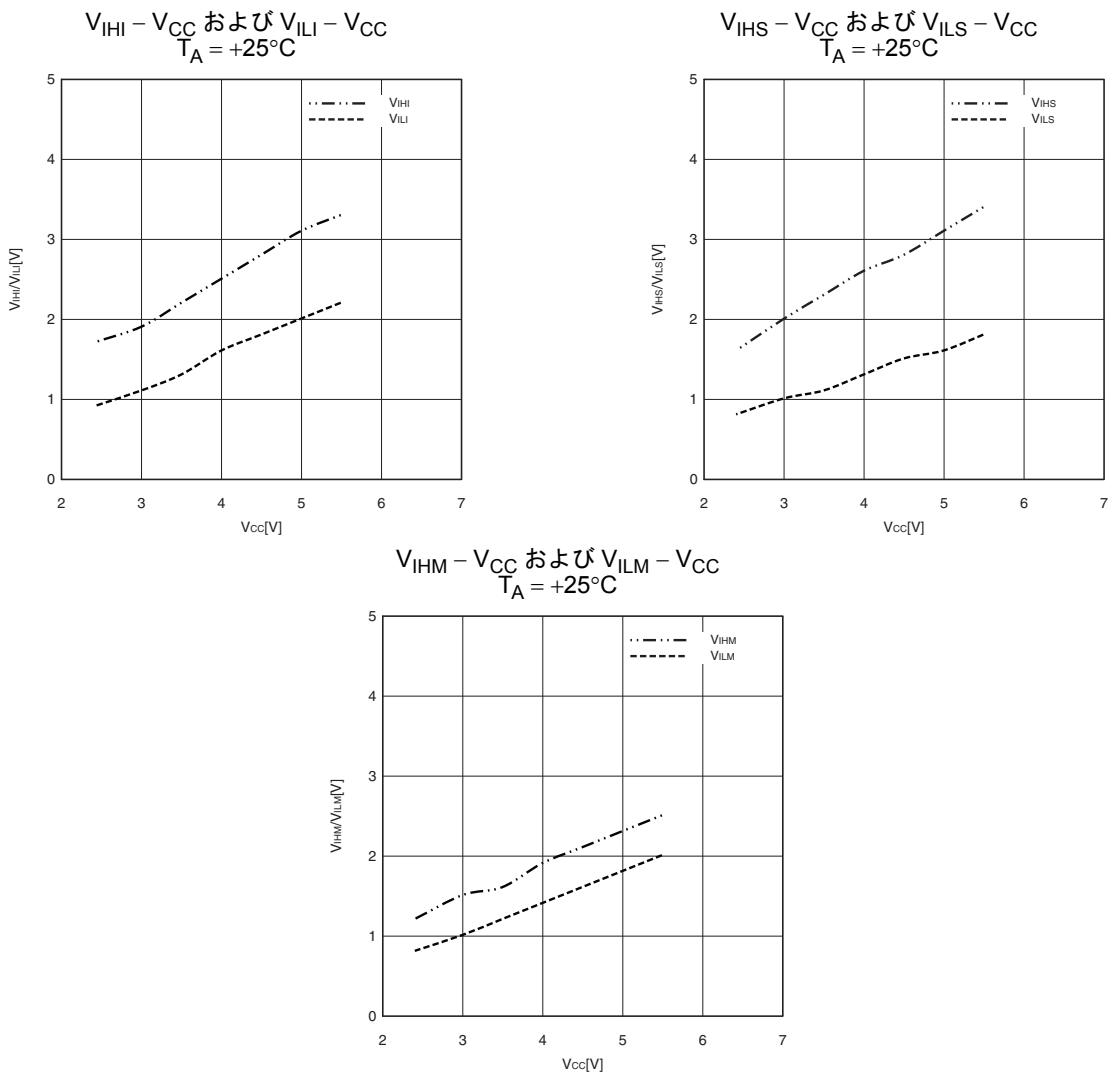 VIHI − VCC および VILI − VCC
TA = +25°C
VIHI
VILI
5
4
3
2
1
0
VIHI/VILI[V]
2 3 4 5 6 7
VCC[V]
VIHS − VCC および VILS − VCC
TA = +25°C
VIHS
VILS
5
4
3
2
1
0
VIHS/VILS[V]
2 3 4 5 6 7
VCC[V]
VIHM − VCC および VILM − VCC
TA = +25°C
VIHM
VILM
5
4
3
2
1
0
VIHM/VILM[V]
2 3 4 5 6 7
VCC[V]